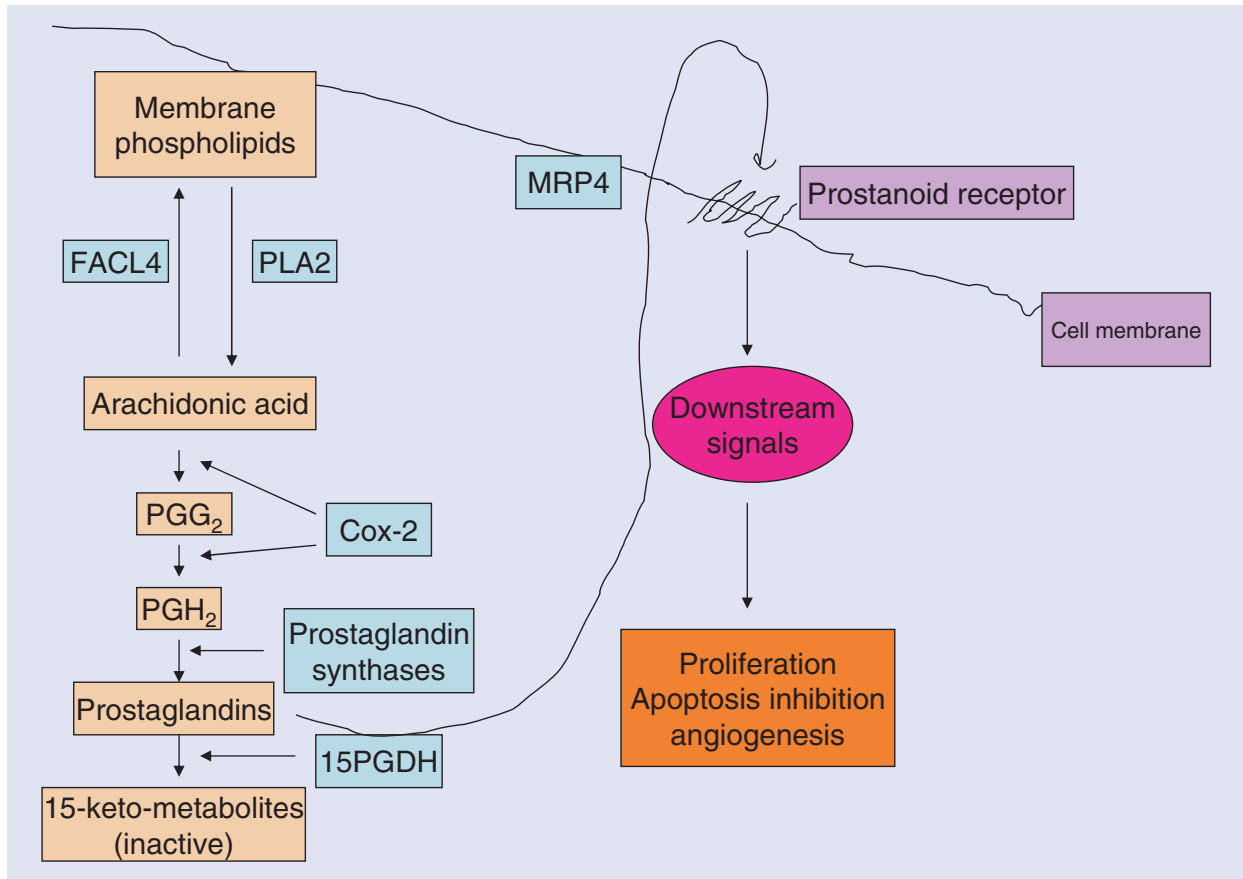 Membrane
phospholipids
MRP4
Prostanoid receptor
FACL4
PLA2
Cell membrane
Arachidonic acid
Downstream
signals
PGG₂
Cox-2
PGH₂
Prostaglandin
synthases
Proliferation
Apoptosis inhibition
angiogenesis
Prostaglandins
15PGDH
15-keto-metabolites
(inactive)